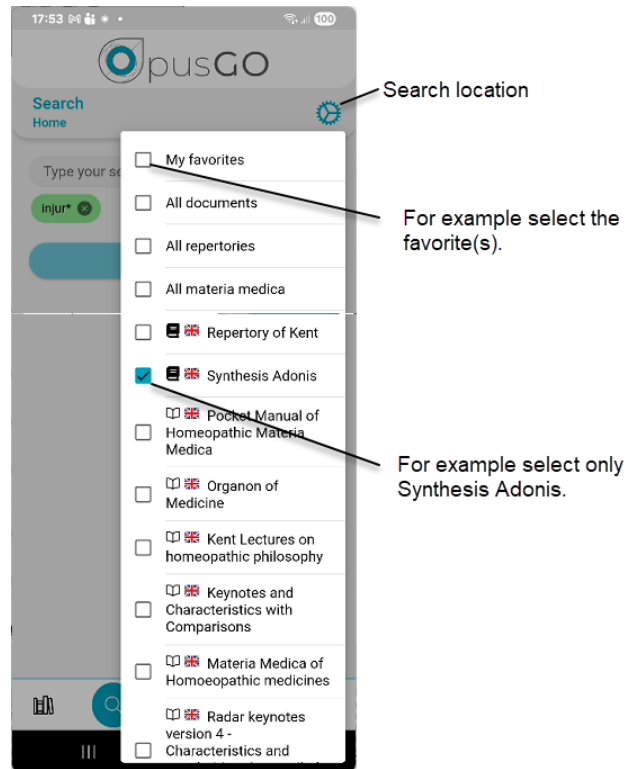 17:53
100
OpusGO
Search
Home
Search location
Type your se
injur*
My favorites
All documents
For example select the
favorite(s).
All repertories
All materia medica
Repertory of Kent
Synthesis Adonis
Pocket Manual of
Homeopathic Materia
Medica
For example select only
Synthesis Adonis.
Organon of
Medicine
Kent Lectures on
homeopathic philosophy
Keynotes and
Characteristics with
Comparisons
Materia Medica of
Homoeopathic medicines
Radar keynotes
version 4 -
Characteristics and